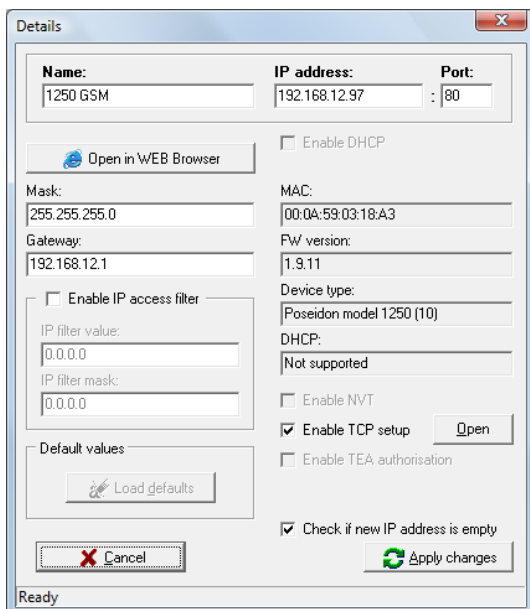 Details
Name: IP address: Port:
1250 GSM 192.168.12.97 : 80
Open in WEB Browser
Enable DHCP
Mask:
255.255.255.0
Gateway:
192.168.12.1
Enable IP access filter
IP filter value:
0.0.0.0
IP filter mask:
0.0.0.0
Default values
Load defaults
MAC:
00:0A:59:03:18:A3
FW version:
1.9.11
Device type:
Poseidon model 1250 (10)
DHCP:
Not supported
Enable NVT
Enable TCP setup Open
Enable TEA authorisation
Check if new IP address is empty
Cancel Apply changes
Ready